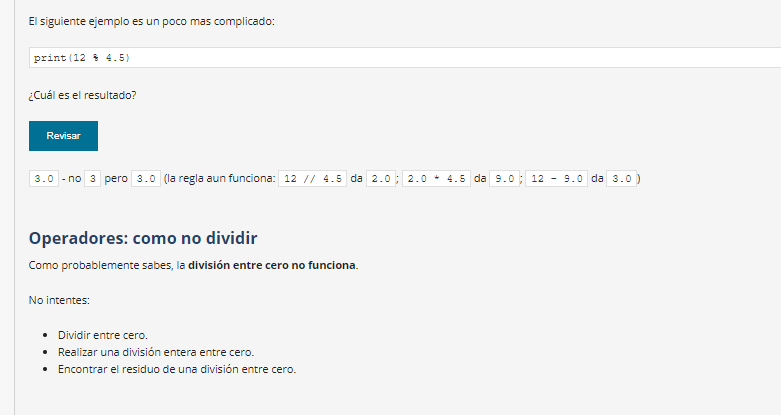 El siguiente ejemplo es un poco mas complicado:
print(12 % 4.5)
¿Cuál es el resultado?
Revisar
3.0 - no 3 pero 3.0 (la regla aun funciona: 12 // 4.5 da 2.0; 2.0 * 4.5 da 9.0; 12 - 9.0 da 3.0)
Operadores: como no dividir
Como probablemente sabes, la división entre cero no funciona.
No intentes:
• Dividir entre cero.
• Realizar una división entera entre cero.
• Encontrar el residuo de una división entre cero.